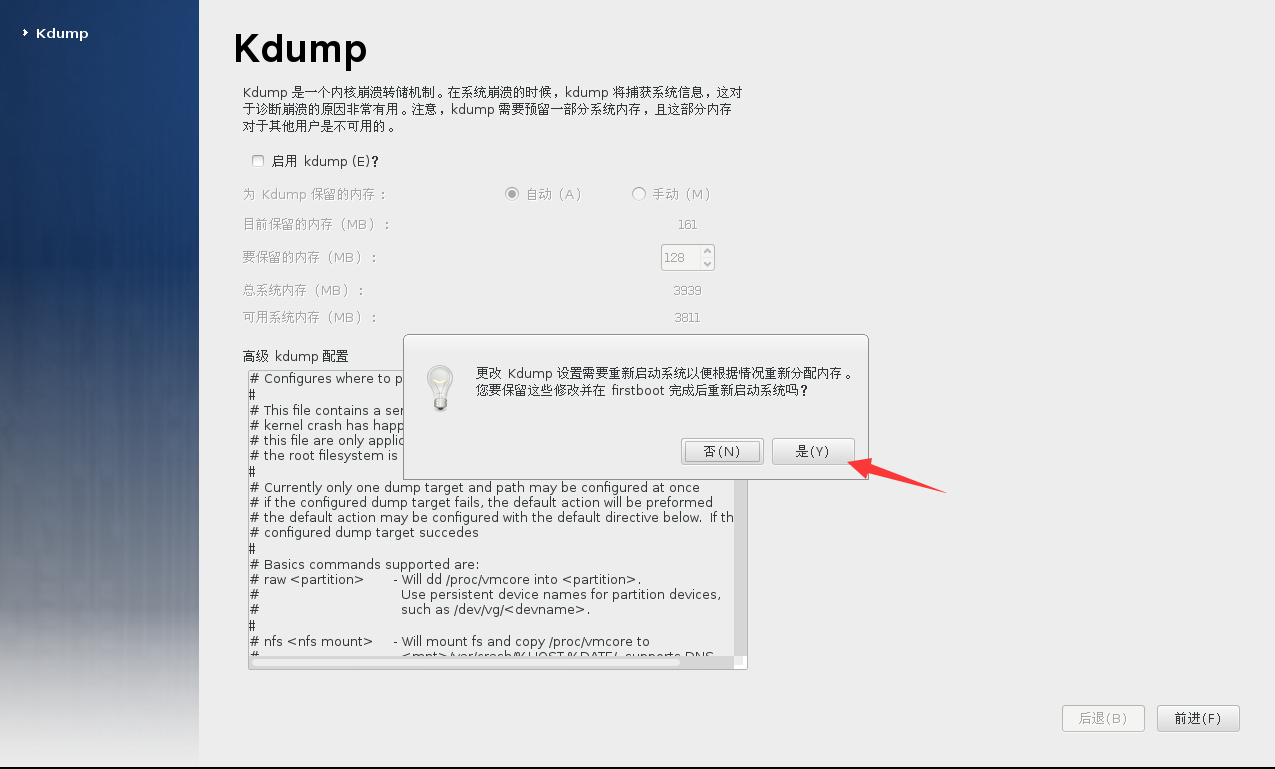 Kdump
Kdump
Kdump 是一个内核崩溃转储机制。在系统崩溃的时候，kdump 将捕获系统信息，这对
于诊断崩溃的原因非常有用。注意，kdump 需要预留一部分系统内存，且这部分内存
对于其他用户是不可用的。
启用 kdump (E)？
为 Kdump 保留的内存： 自动（A） 手动（M）
目前保留的内存（MB）： 161
要保留的内存（MB）： 128
总系统内存（MB）： 3939
可用系统内存（MB）： 3811
高级 kdump 配置
# Configures where to p
#
# This file contains a ser
# kernel crash has happ
# this file are only applic
# the root filesystem is
#
# Currently only one dump target and path may be configured at once
# if the configured dump target fails, the default action will be preformed
# the default action may be configured with the default directive below.  If th
# configured dump target succedes
#
# Basics commands supported are:
# raw <partition> - Will dd /proc/vmcore into <partition>.
# Use persistent device names for partition devices,
# such as /dev/vg/<devname>.
#
# nfs <nfs mount> - Will mount fs and copy /proc/vmcore to
# <mnt>/var/crash/%HOST-%DATE/, supports DNS.
更改 Kdump 设置需要重新启动系统以便根据情况重新分配内存。
您要保留这些修改并在 firstboot 完成后重新启动系统吗？
否(N) 是(Y)
后退(B) 前进(F)